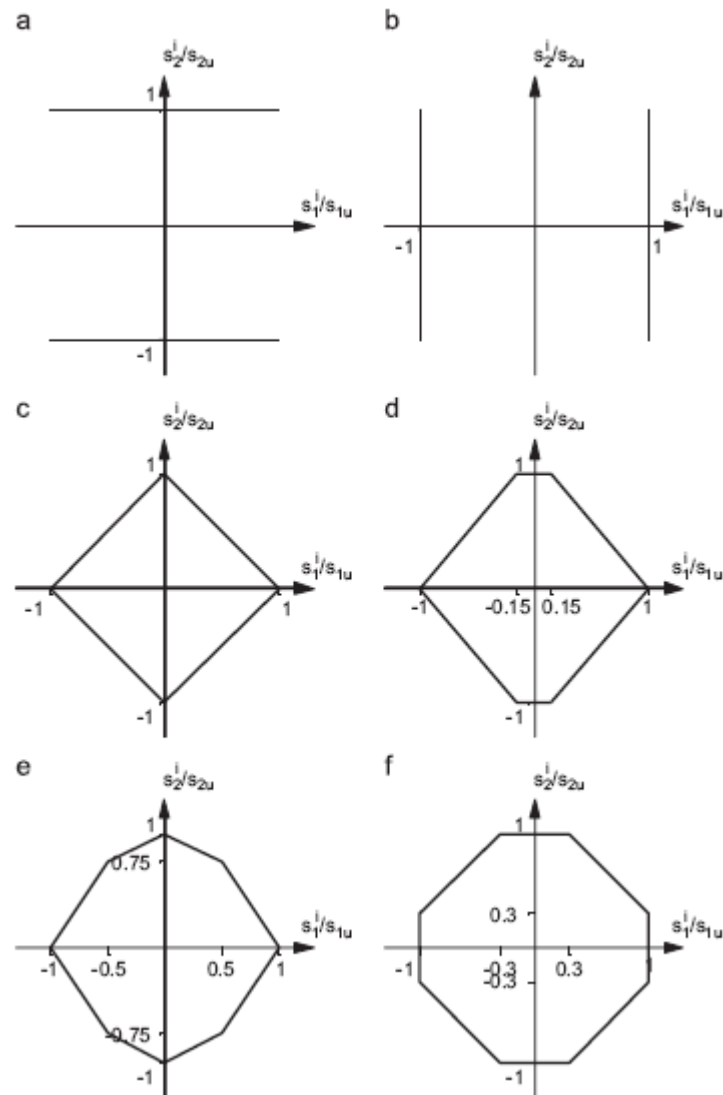 a
s₂ⁱ/s₂ᵤ
1
s₁ⁱ/s₁ᵤ
-1
b
s₂ⁱ/s₂ᵤ
s₁ⁱ/s₁ᵤ
-1
1
c
s₂ⁱ/s₂ᵤ
1
s₁ⁱ/s₁ᵤ
-1
1
-1
d
s₂ⁱ/s₂ᵤ
1
s₁ⁱ/s₁ᵤ
-1
-0.15
0.15
1
-1
e
s₂ⁱ/s₂ᵤ
1
0.75
s₁ⁱ/s₁ᵤ
-1
-0.5
0.5
1
-0.75
-1
f
s₂ⁱ/s₂ᵤ
1
0.3
s₁ⁱ/s₁ᵤ
-1
-0.3
0.3
1
-0.3
-1